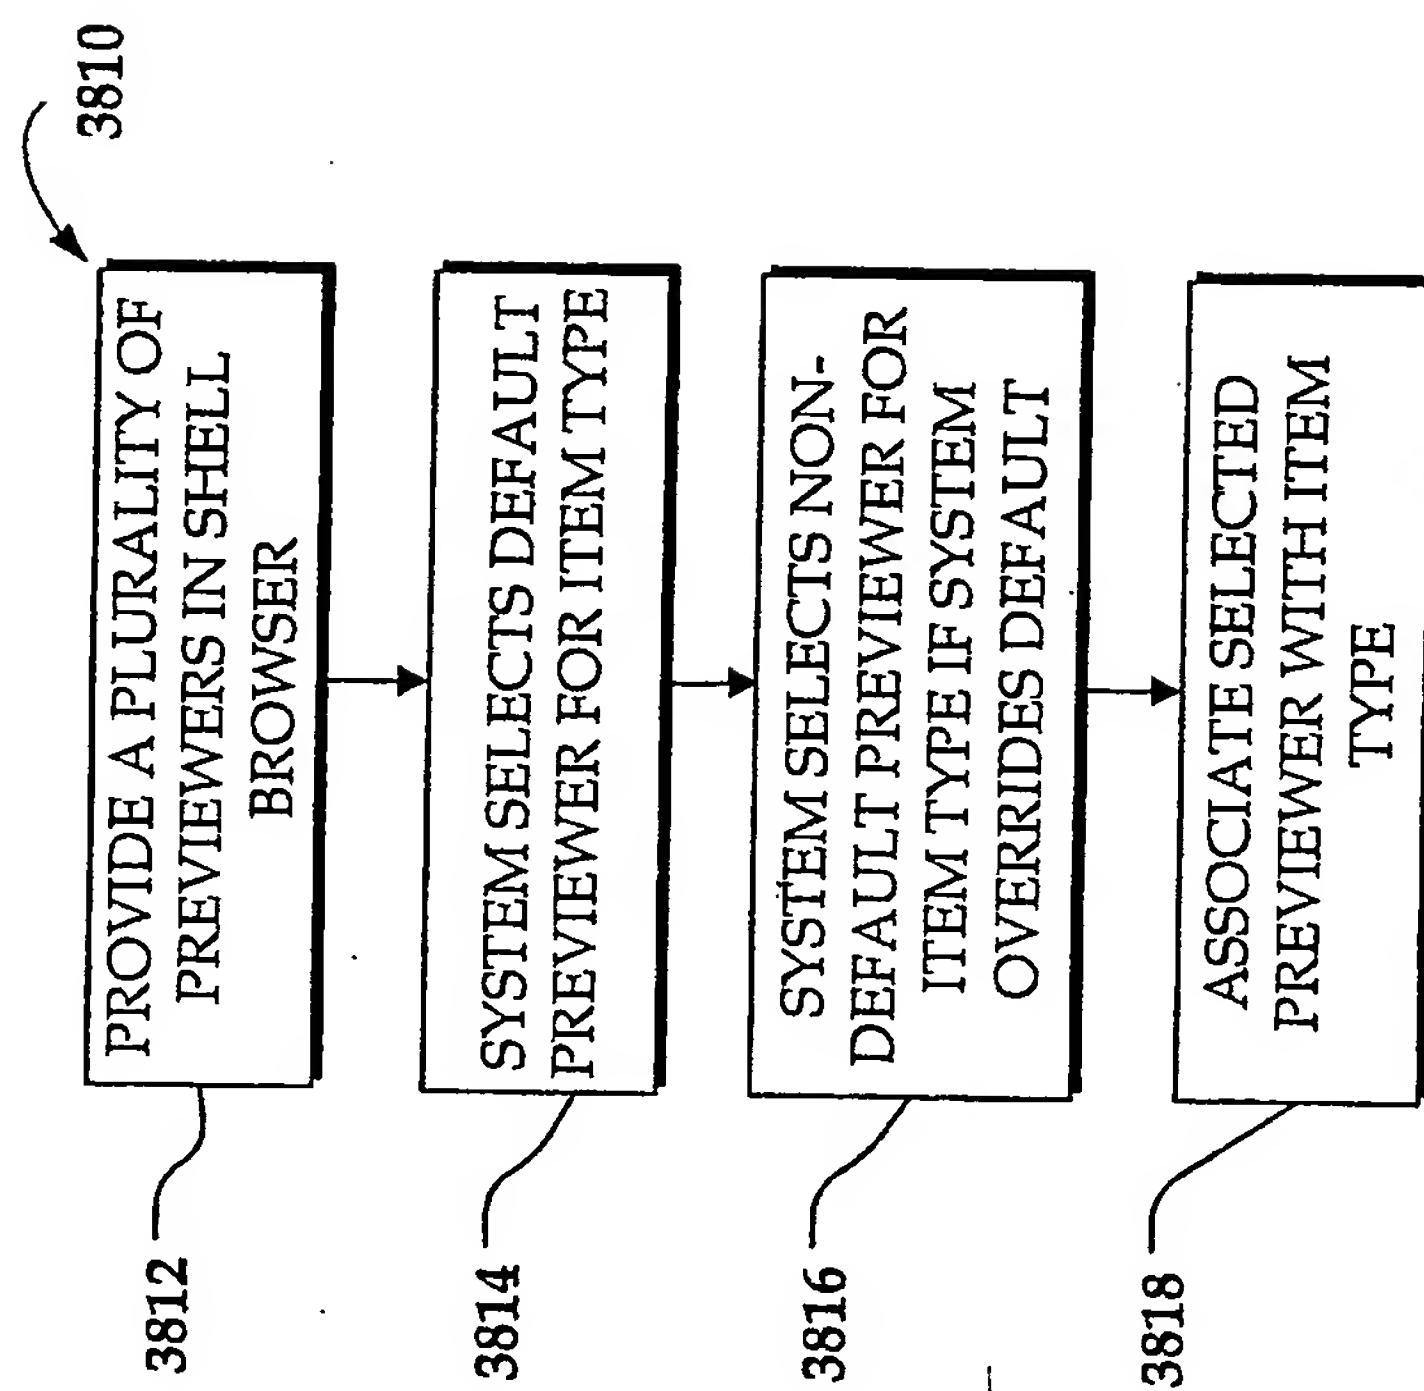 3810
PROVIDE A PLURALITY OF
PREVIEWERS IN SHELL
BROWSER
3812
SYSTEM SELECTS DEFAULT
PREVIEWER FOR ITEM TYPE
3814
SYSTEM SELECTS NON-
DEFAULT PREVIEWER FOR
ITEM TYPE IF SYSTEM
OVERRIDES DEFAULT
3816
ASSOCIATE SELECTED
PREVIEWER WITH ITEM
TYPE
3818